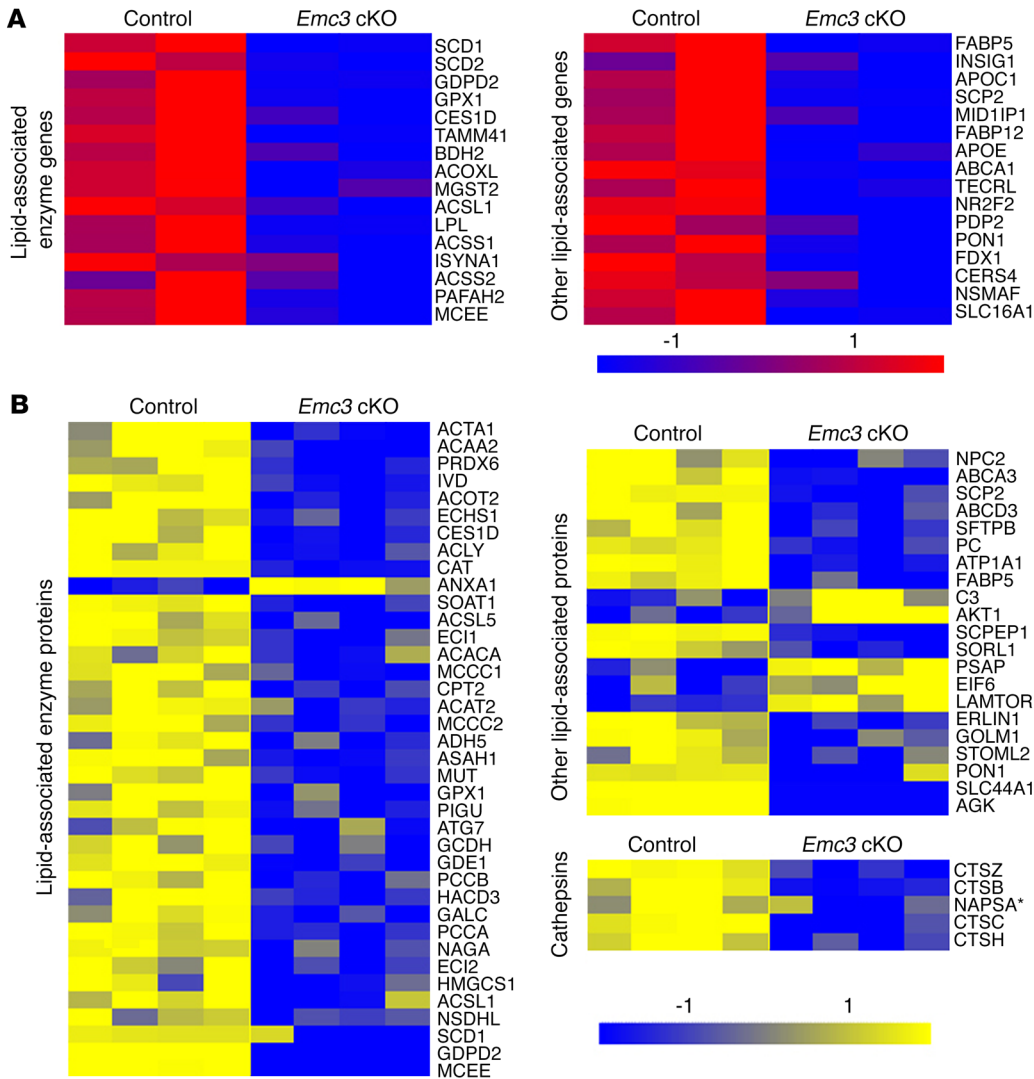 A
Control
Emc3 cKO
Lipid-associated
enzyme genes
SCD1
SCD2
GDPD2
GPX1
CES1D
TAMM41
BDH2
ACOXL
MGST2
ACSL1
LPL
ACSS1
ISYNA1
ACSS2
PAFAH2
MCEE
Control
Emc3 cKO
Other lipid-associated genes
FABP5
INSIG1
APOC1
SCP2
MID1IP1
FABP12
APOE
ABCA1
TECRL
NR2F2
PDP2
PON1
FDX1
CERS4
NSMAF
SLC16A1
-1
1
B
Control
Emc3 cKO
Lipid-associated enzyme proteins
ACTA1
ACAA2
PRDX6
IVD
ACOT2
ECHS1
CES1D
ACLY
CAT
ANXA1
SOAT1
ACSL5
ECI1
ACACA
MCCC1
CPT2
ACAT2
MCCC2
ADH5
ASAH1
MUT
GPX1
PIGU
ATG7
GCDH
GDE1
PCCB
HACD3
GALC
PCCA
NAGA
ECI2
HMGCS1
ACSL1
NSDHL
SCD1
GDPD2
MCEE
Control
Emc3 cKO
Other lipid-associated proteins
NPC2
ABCA3
SCP2
ABCD3
SFTPB
PC
ATP1A1
FABP5
C3
AKT1
SCPEP1
SORL1
PSAP
EIF6
LAMTOR
ERLIN1
GOLM1
STOML2
PON1
SLC44A1
AGK
Control
Emc3 cKO
Cathepsins
CTSZ
CTSB
NAPSA*
CTSC
CTSH
-1
1